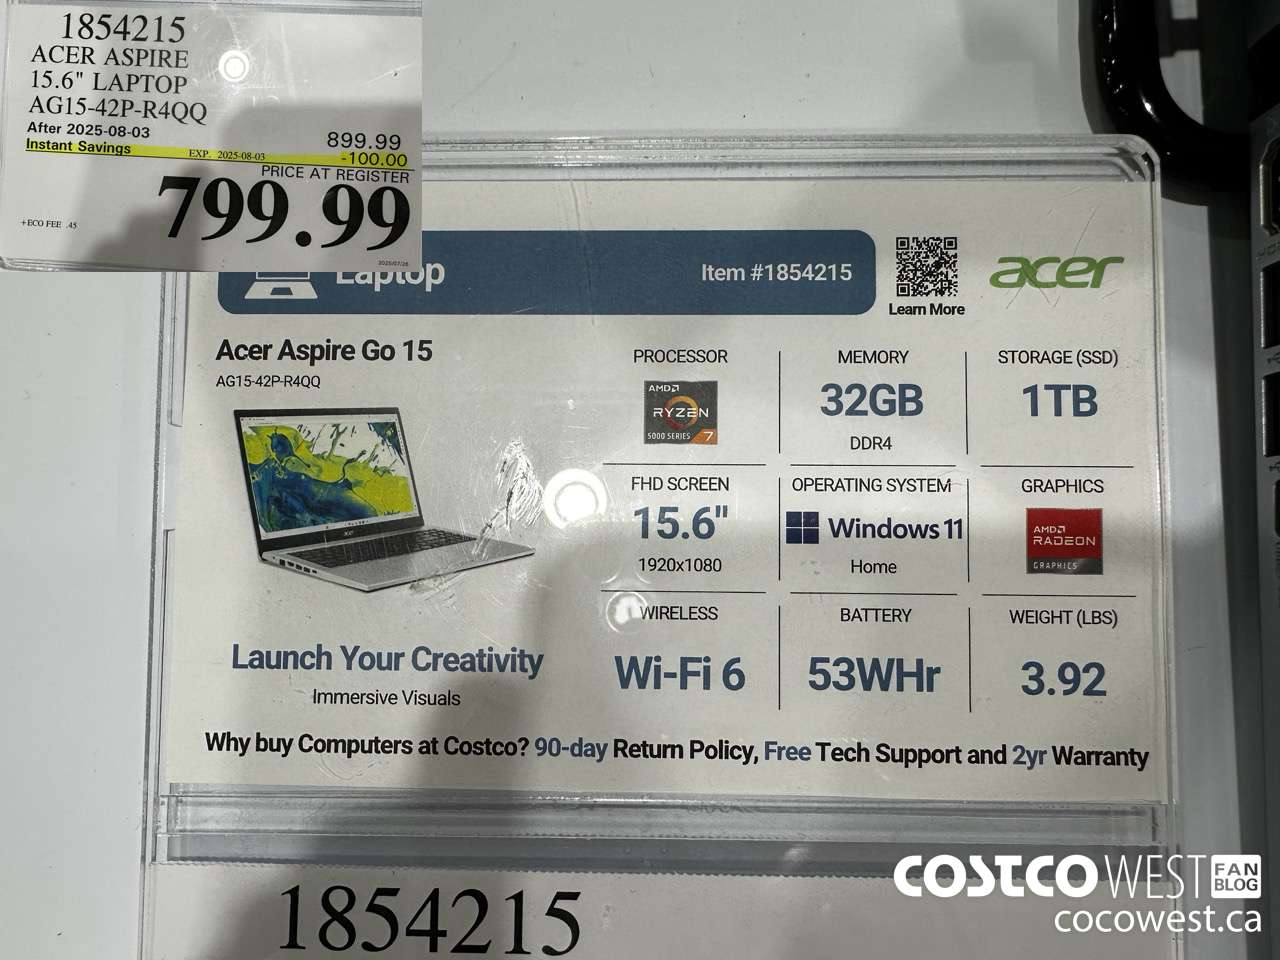 1854215
ACER ASPIRE
15.6" LAPTOP
AG15-42P-R4QQ
After 2025-08-03 899.99
Instant Savings EXP. 2025-08-03 -100.00
PRICE AT REGISTER
799.99
+ECO FEE .45
2025/07/26
Laptop
Item #1854215
Learn More
acer
Acer Aspire Go 15
AG15-42P-R4QQ
PROCESSOR
AMD
RYZEN
5000 SERIES 7
MEMORY
32GB
DDR4
STORAGE (SSD)
1TB
FHD SCREEN
15.6"
1920x1080
OPERATING SYSTEM
Windows 11
Home
GRAPHICS
AMD
RADEON
GRAPHICS
WIRELESS
Wi-Fi 6
BATTERY
53WHr
WEIGHT (LBS)
3.92
Launch Your Creativity
Immersive Visuals
Why buy Computers at Costco? 90-day Return Policy, Free Tech Support and 2yr Warranty
1854215
COSTCO WEST FAN BLOG
cocowest.ca